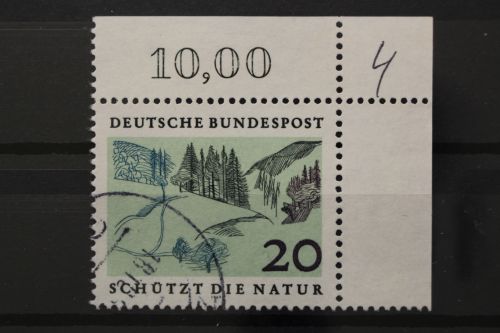 10,00
4
DEUTSCHE BUNDESPOST
20
SCHÜTZT DIE NATUR